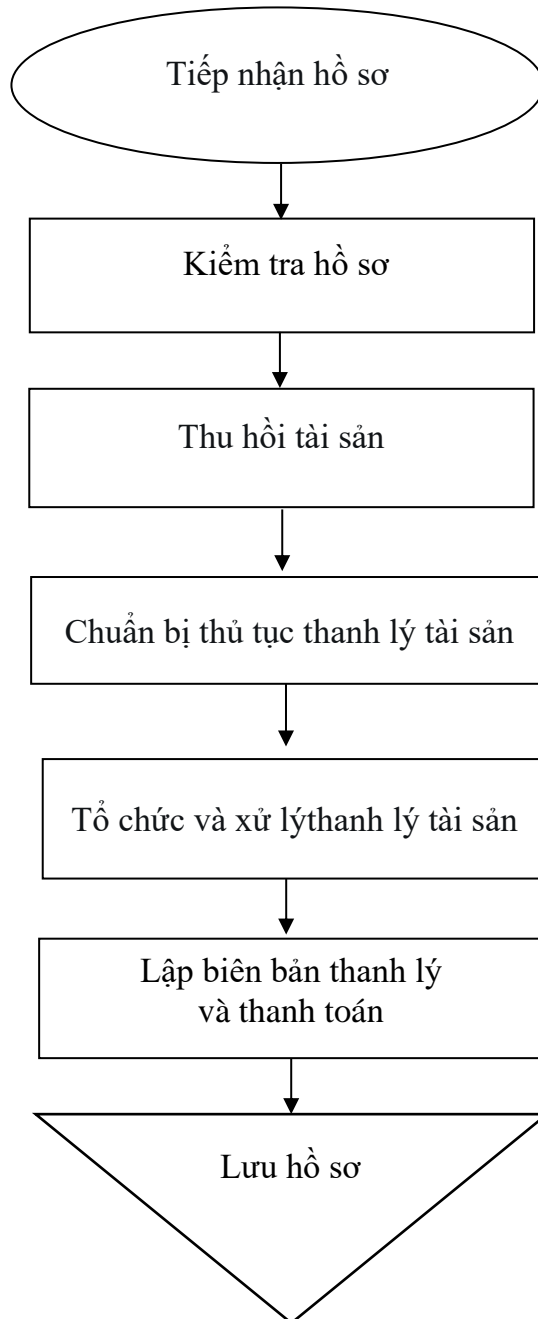 Tiếp nhận hồ sơ
Kiểm tra hồ sơ
Thu hồi tài sản
Chuẩn bị thủ tục thanh lý tài sản
Tổ chức và xử lýthanh lý tài sản
Lập biên bản thanh lý
và thanh toán
Lưu hồ sơ